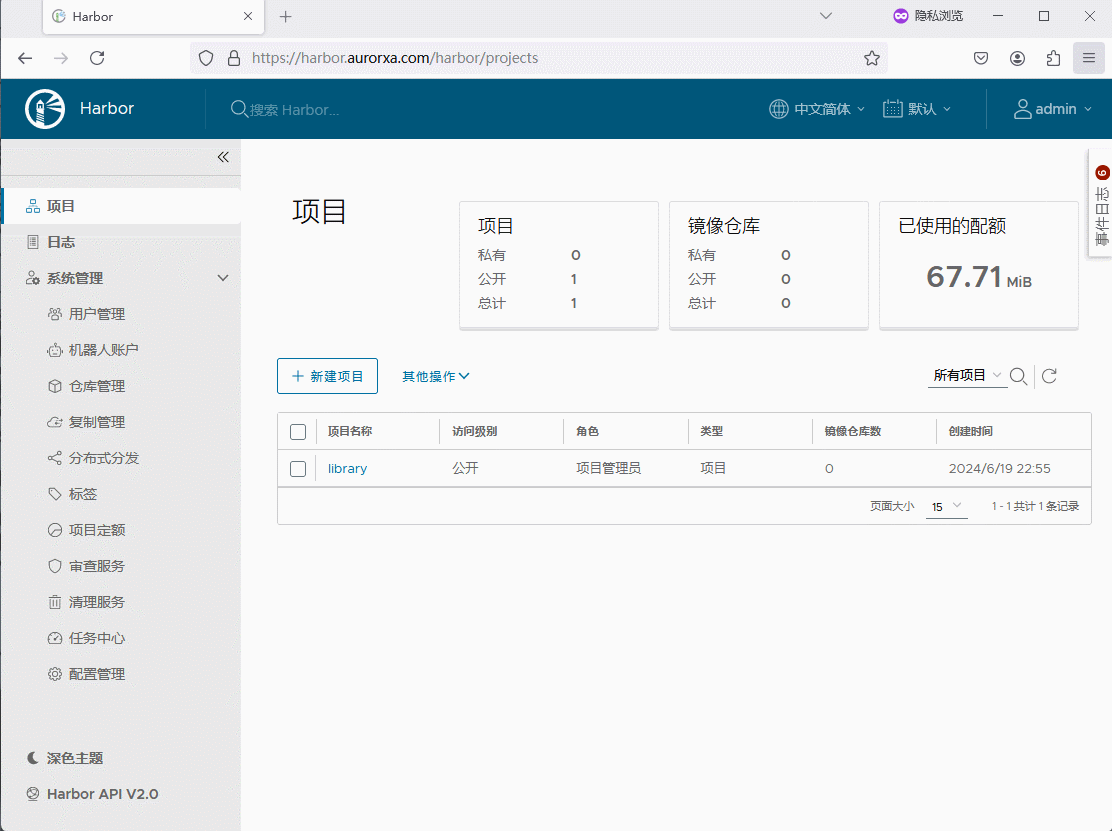 Harbor
隐私浏览
https://harbor.aurorxa.com/harbor/projects
Harbor
搜索 Harbor...
中文简体
默认
admin
项目
日志
系统管理
用户管理
机器人账户
仓库管理
复制管理
分布式分发
标签
项目定额
审查服务
清理服务
任务中心
配置管理
深色主题
Harbor API V2.0
项目
项目
私有 0
公开 1
总计 1
镜像仓库
私有 0
公开 0
总计 0
已使用的配额
67.71 MiB
6
事件日志
新建项目
其他操作
所有项目
项目名称 访问级别 角色 类型 镜像仓库数 创建时间
library 公开 项目管理员 项目 0 2024/6/19 22:55
页面大小 15 1 - 1 共计 1 条记录